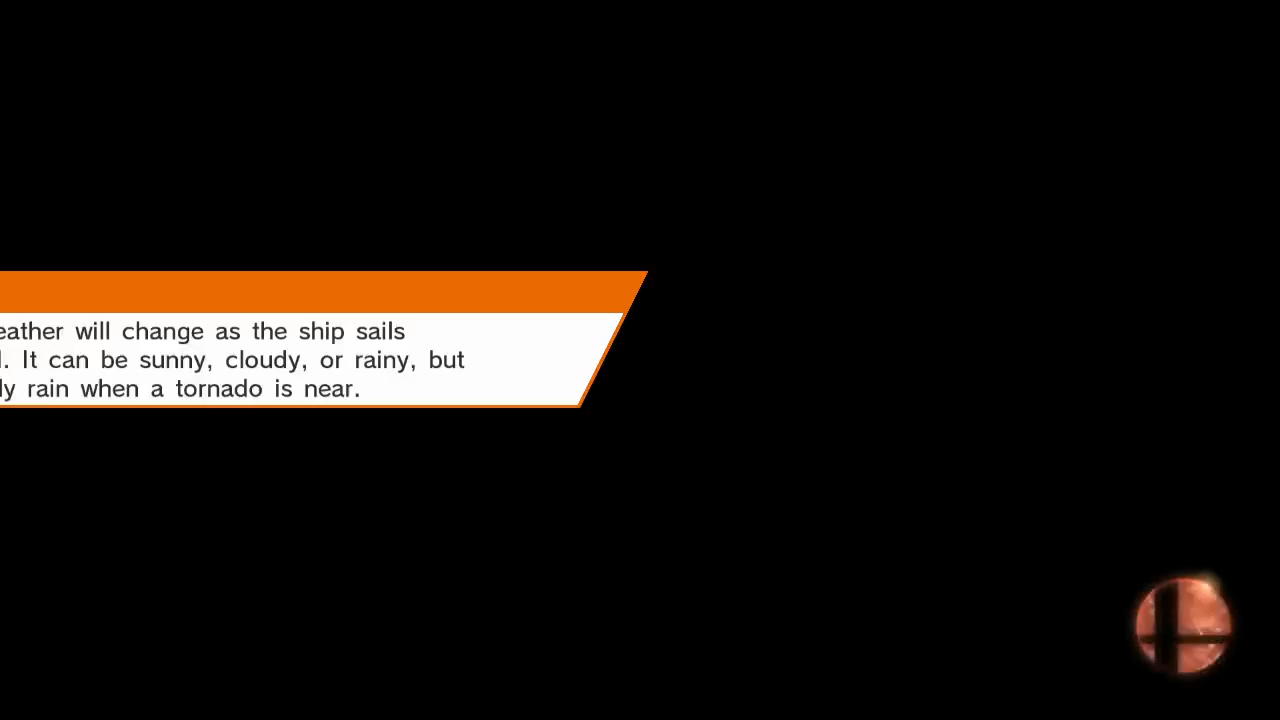 eather will change as the ship sails
. It can be sunny, cloudy, or rainy, but
ly rain when a tornado is near.